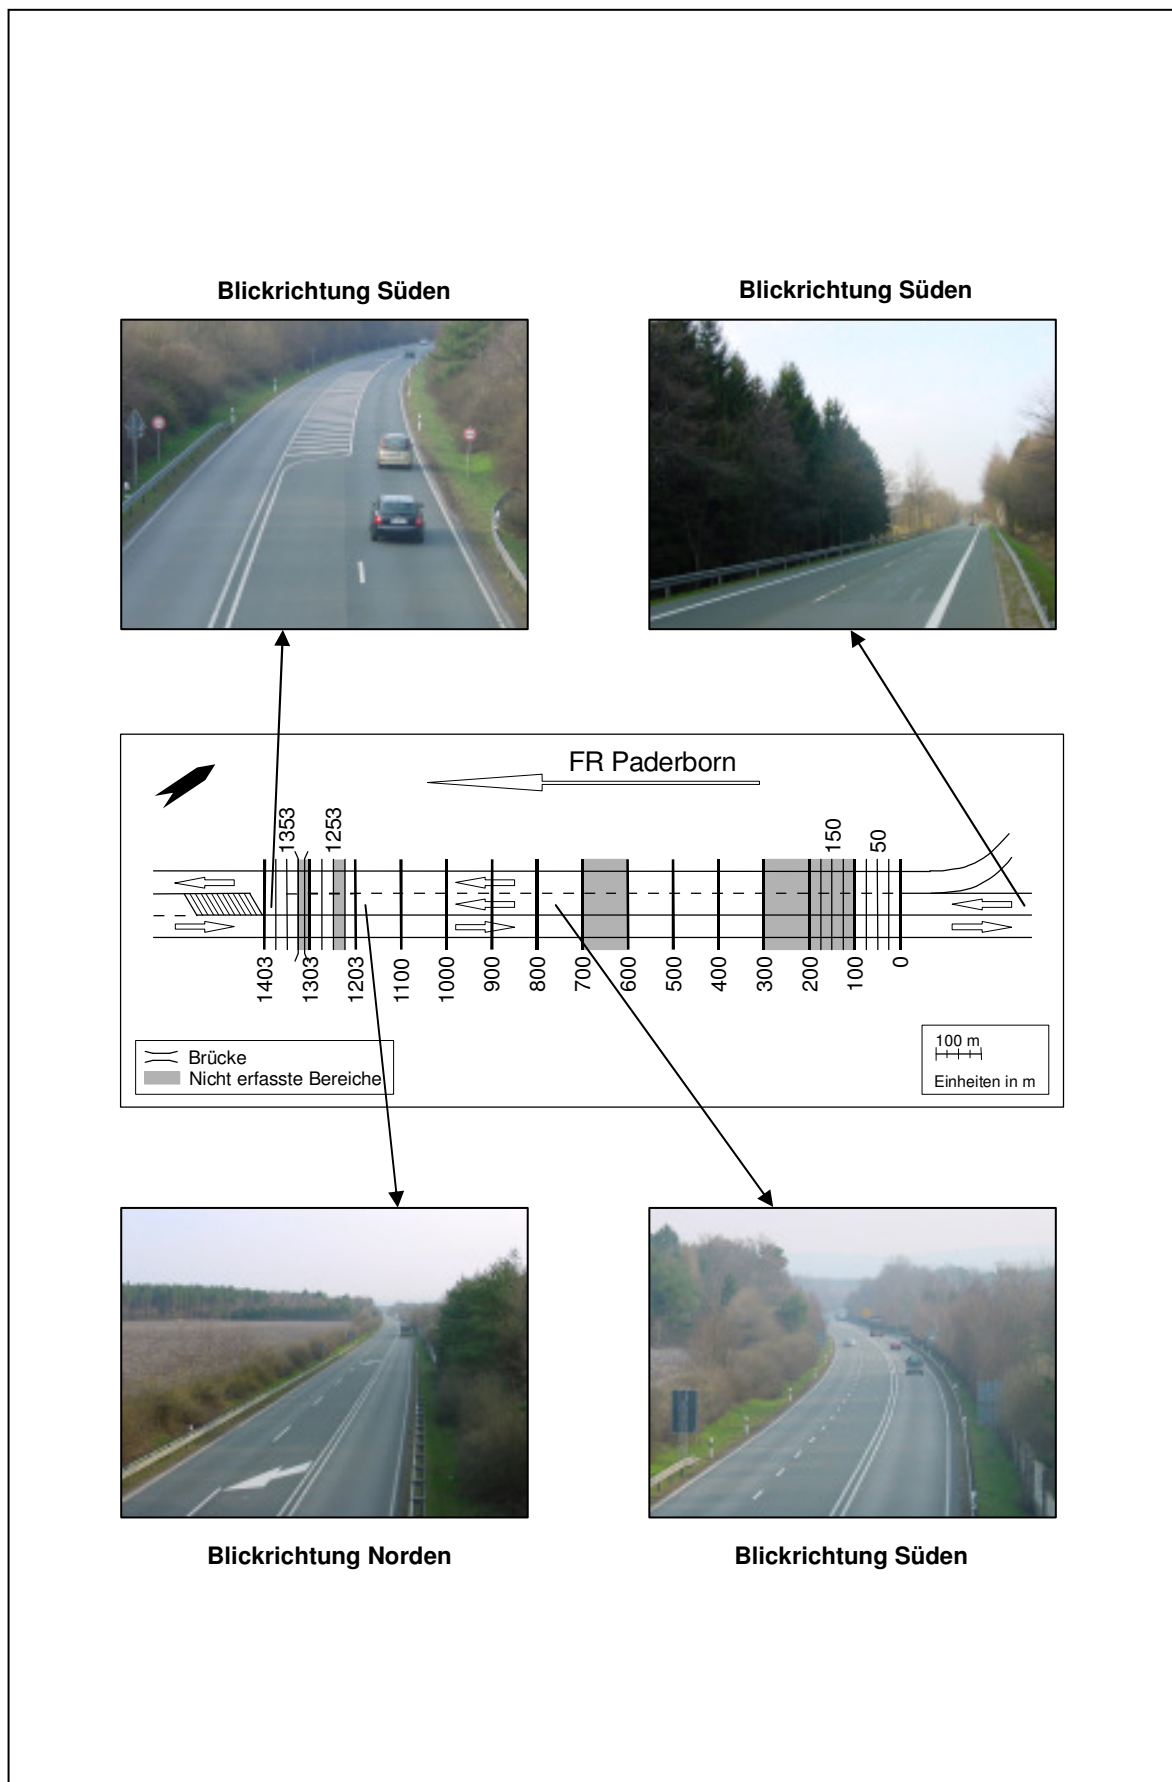 Blickrichtung Süden
Blickrichtung Süden
FR Paderborn
1353
1253
150
50
1403
1303
1203
1100
1000
900
800
700
600
500
400
300
200
100
0
Brücke
Nicht erfasste Bereiche
100 m
Einheiten in m
Blickrichtung Norden
Blickrichtung Süden